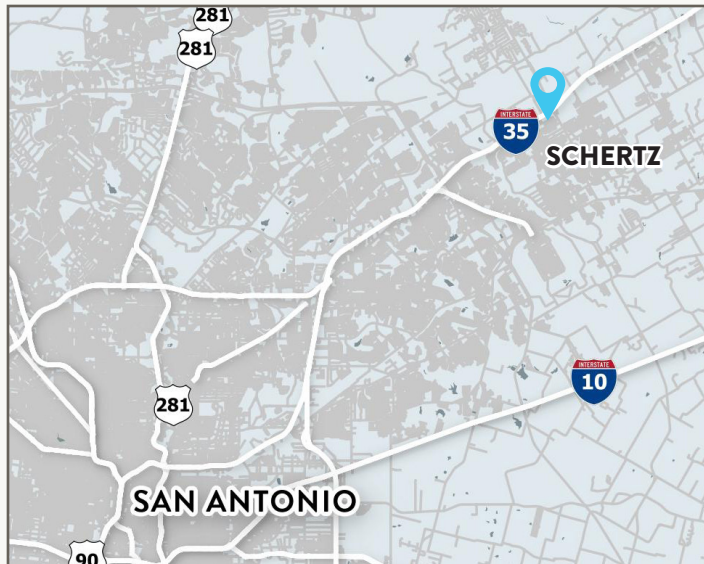 281
281
INTERSTATE
35
SCHERTZ
INTERSTATE
10
281
SAN ANTONIO
90